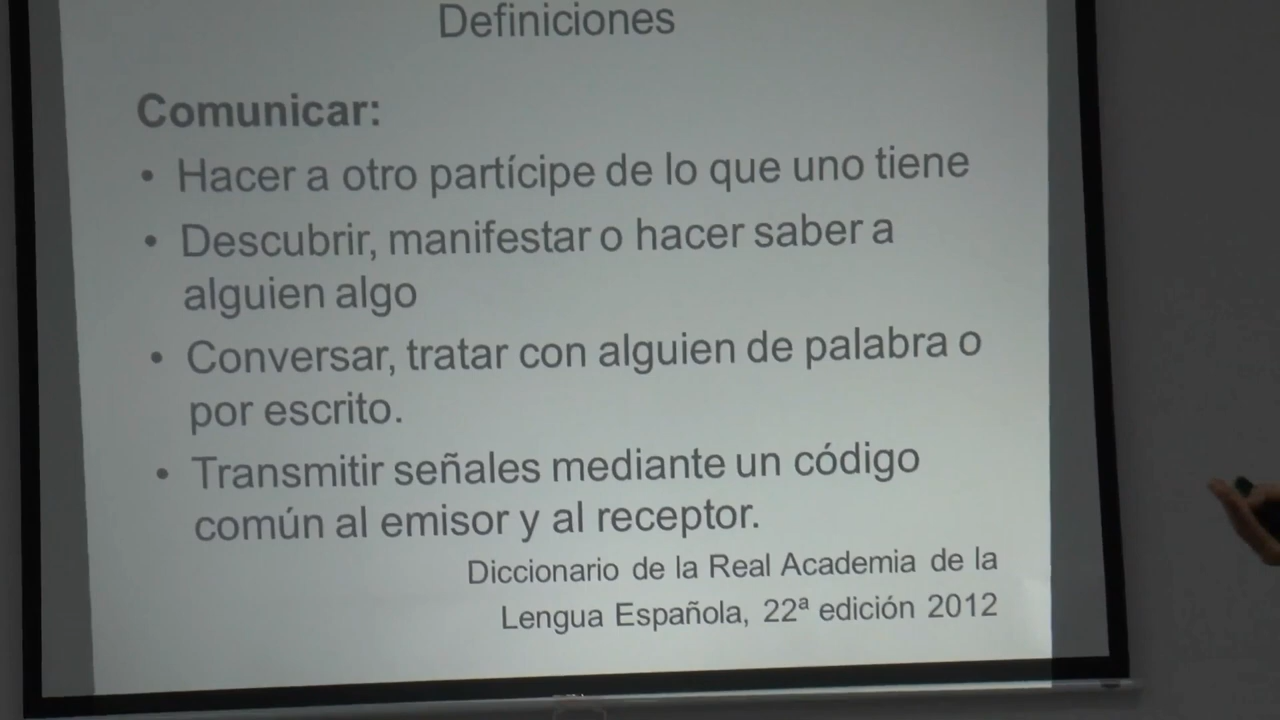 Definiciones
Comunicar:
• Hacer a otro partícipe de lo que uno tiene
• Descubrir, manifestar o hacer saber a
alguien algo
• Conversar, tratar con alguien de palabra o
por escrito.
• Transmitir señales mediante un código
común al emisor y al receptor.
Diccionario de la Real Academia de la
Lengua Española, 22ª edición 2012